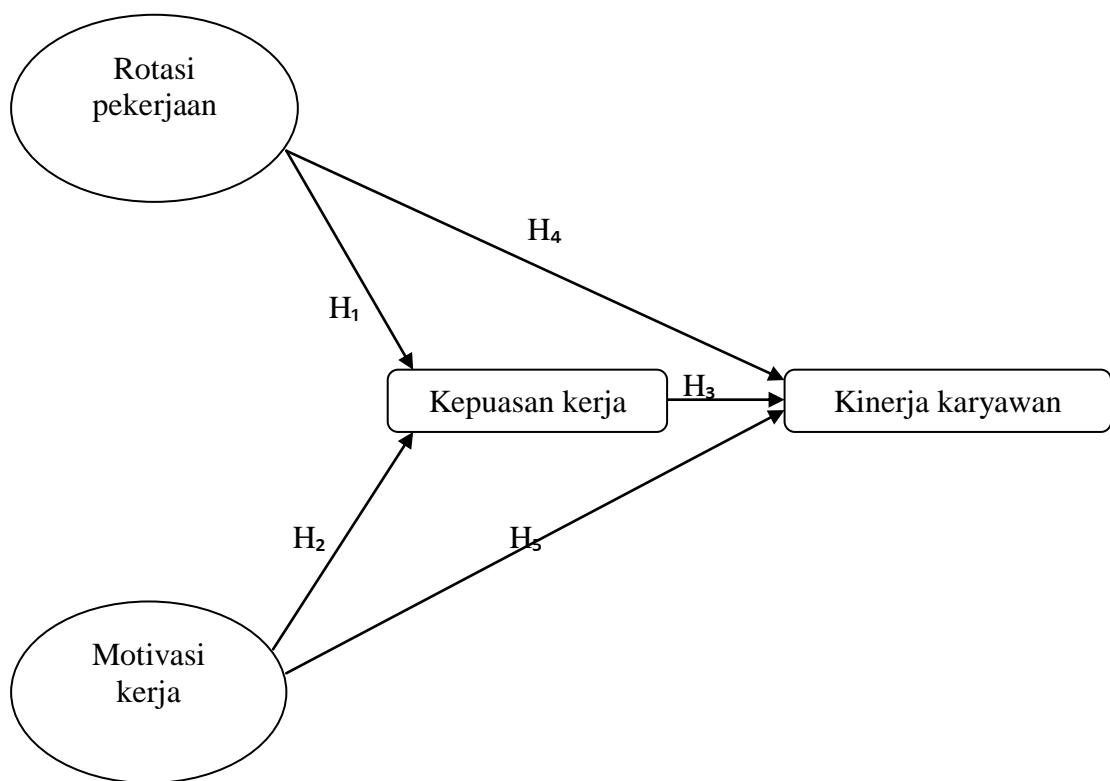 Rotasi
pekerjaan
H₄
H₁
Kepuasan kerja
H₃
Kinerja karyawan
H₂
H₅
Motivasi
kerja